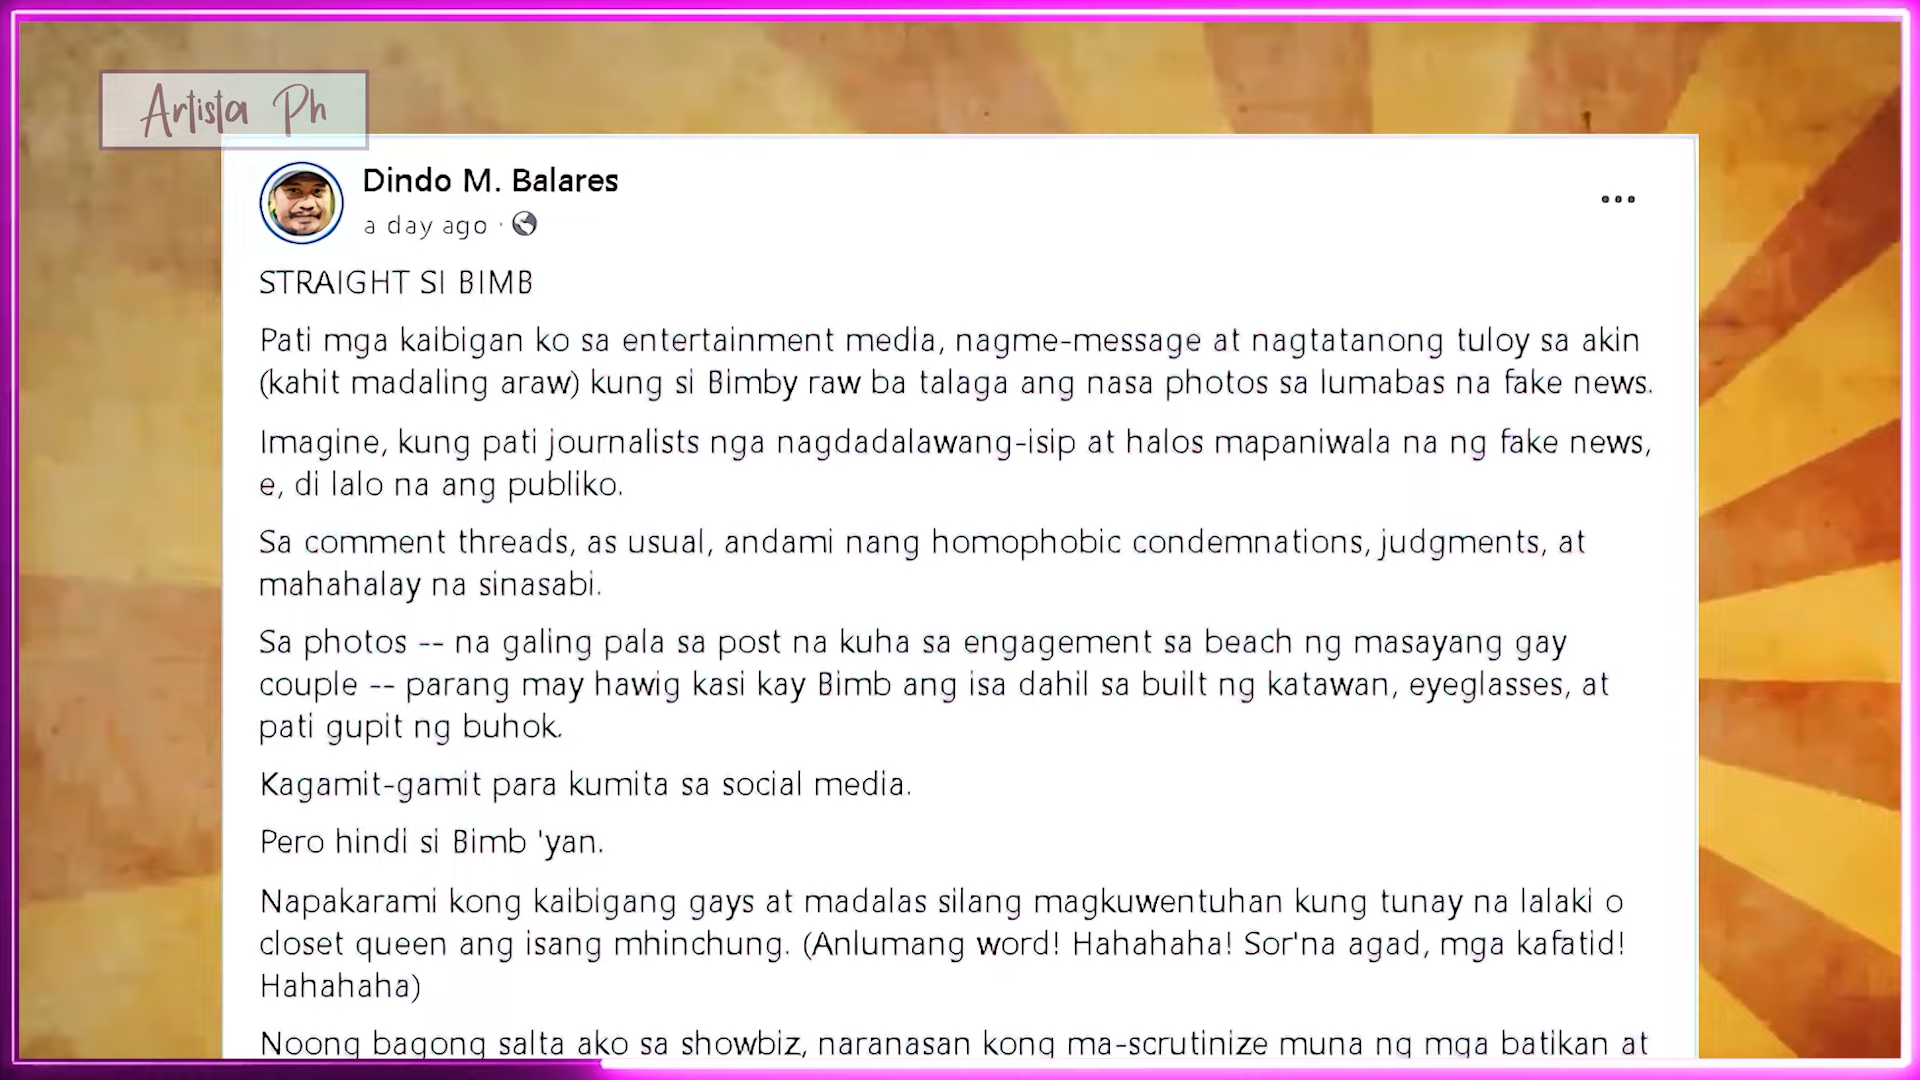 Artista Ph
Dindo M. Balares
a day ago ·
STRAIGHT SI BIMB
Pati mga kaibigan ko sa entertainment media, nagme-message at nagtatanong tuloy sa akin
(kahit madaling araw) kung si Bimby raw ba talaga ang nasa photos sa lumabas na fake news.
Imagine, kung pati journalists nga nagdadalawang-isip at halos mapaniwala na ng fake news,
e, di lalo na ang publiko.
Sa comment threads, as usual, andami nang homophobic condemnations, judgments, at
mahahalay na sinasabi.
Sa photos -- na galing pala sa post na kuha sa engagement sa beach ng masayang gay
couple -- parang may hawig kasi kay Bimb ang isa dahil sa built ng katawan, eyeglasses, at
pati gupit ng buhok.
Kagamit-gamit para kumita sa social media.
Pero hindi si Bimb 'yan.
Napakarami kong kaibigang gays at madalas silang magkuwentuhan kung tunay na lalaki o
closet queen ang isang mhinchung. (Anlumang word! Hahahaha! Sor'na agad, mga kafatid!
Hahahaha)
Noong bagong salta ako sa showbiz, naranasan kong ma-scrutinize muna ng mga batikan at